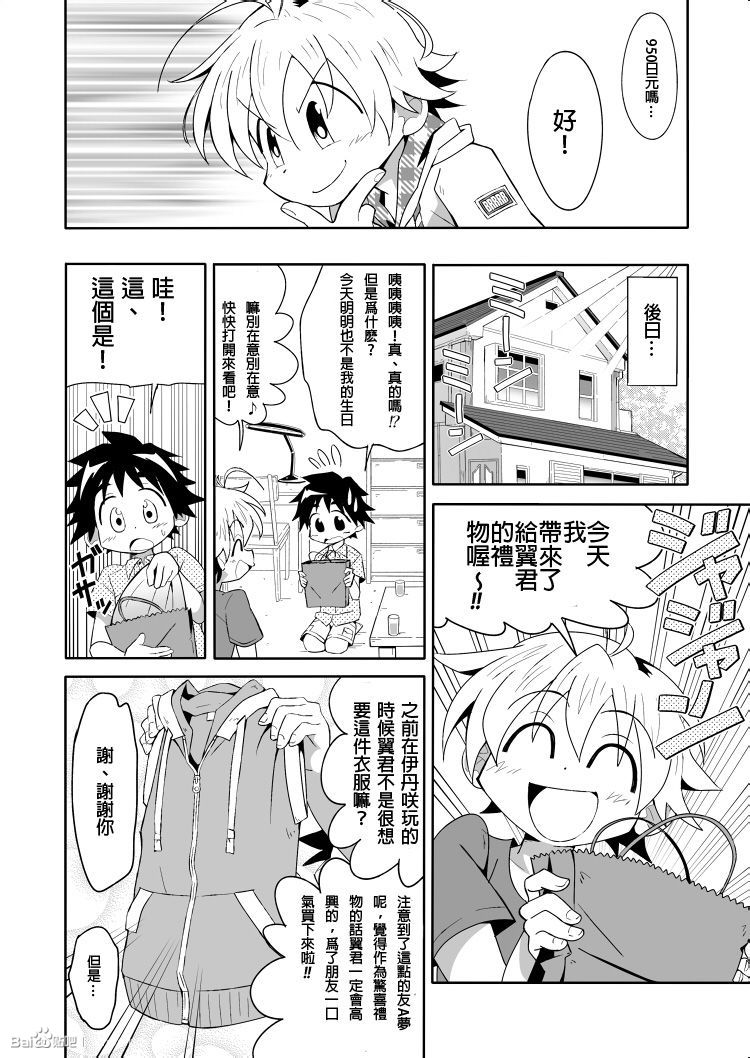 950日元嗎…
好！
後日…
ミーン
ミーン
ミーン
今天
我帶來了
給翼君
的禮
物喔~!!
ジャジャーン
咦咦咦咦！真、真的嗎!?
但是爲什麼？
今天明明也不是我的生日
嘛別在意別在意♪
快快打開來看吧！
哇！
這、
這個是！
ガサッ
之前在伊丹咲玩的
時候翼君不是很想
要這件衣服嘛？
注意到了這點的友A夢
呢，覺得作為驚喜禮
物的話翼君一定會高
興的，爲了朋友一口
氣買下來啦!!
謝、謝謝你
但是…
Bai 贴吧